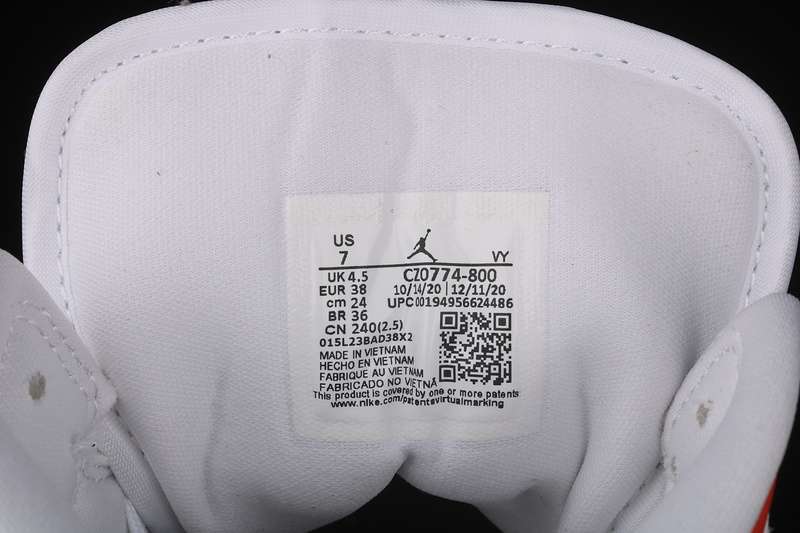 US
7
VY
UK 4.5
EUR 38
cm 24
BR 36
CN 240(2.5)
CZ0774-800
10/14/20 | 12/11/20
UPC 00194956624486
015L23BAD38X2
MADE IN VIETNAM
HECHO EN VIETNAM
FABRIQUE AU VIETNAM
FABRICADO NO VIETNÃ
This product is covered by one or more patents:
www.nike.com/patentsvirtualmarking